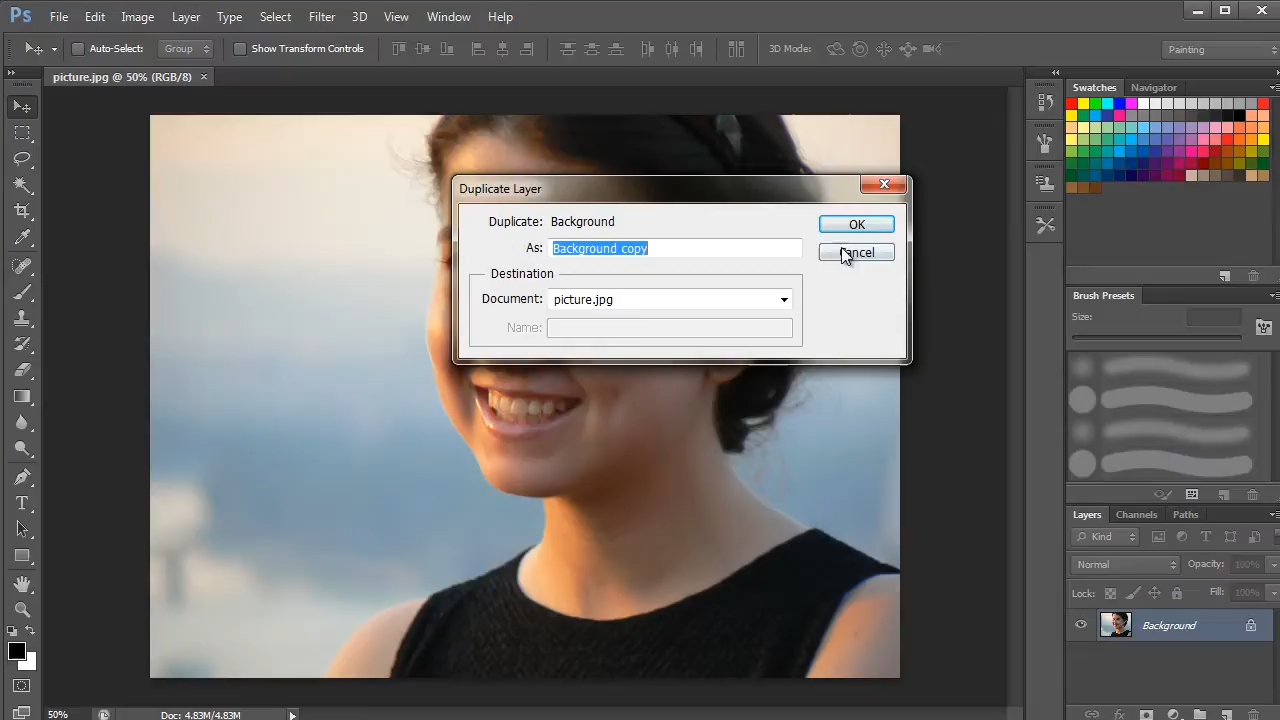 Ps File Edit Image Layer Type Select Filter 3D View Window Help
Auto-Select: Group Show Transform Controls 3D Mode: Painting
picture.jpg @ 50% (RGB/8) ×
Swatches Navigator
Duplicate Layer
Duplicate: Background
OK
As: Background copy
Cancel
Destination
Document: picture.jpg
Name:
Brush Presets
Size:
Layers Channels Paths
Kind
Normal Opacity: 100%
Lock: Fill: 100%
Background
50% Doc: 4.83M/4.83M